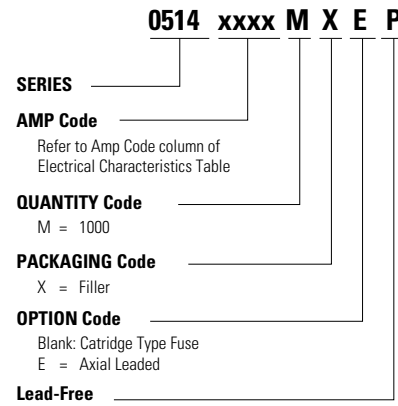 0514 xxxx M X E P
SERIES
AMP Code
Refer to Amp Code column of
Electrical Characteristics Table
QUANTITY Code
M = 1000
PACKAGING Code
X = Filler
OPTION Code
Blank: Catridge Type Fuse
E = Axial Leaded
Lead-Free